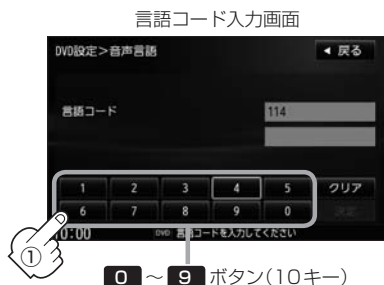 言語コード入力画面
DVD設定>音声言語
◀ 戻る
言語コード
114
1 2 3 4 5 クリア
6 7 8 9 0 決定
10:00 DVD 言語コードを入力してください
①
0 ~ 9 ボタン(10キー)